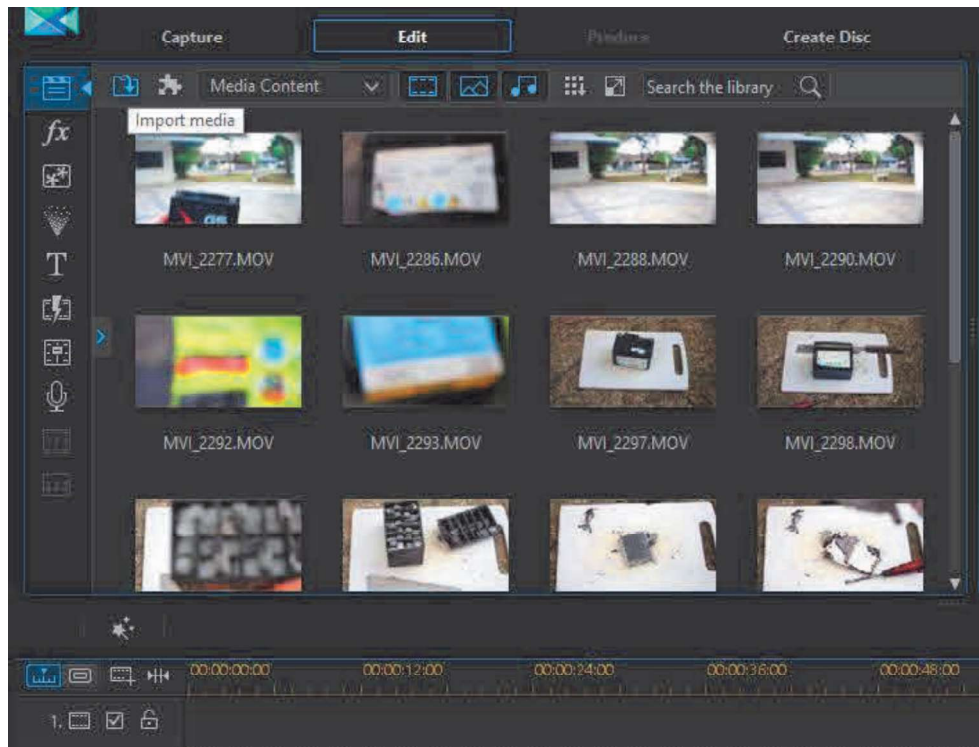 Capture Edit Produce Create Disc
Media Content Search the library
Import media
MVI_2277.MOV MVI_2286.MOV MVI_2288.MOV MVI_2290.MOV
fx
T
MVI_2292.MOV MVI_2293.MOV MVI_2297.MOV MVI_2298.MOV
00:00:00:00 00:00:12:00 00:00:24:00 00:00:36:00 00:00:48:00
1.